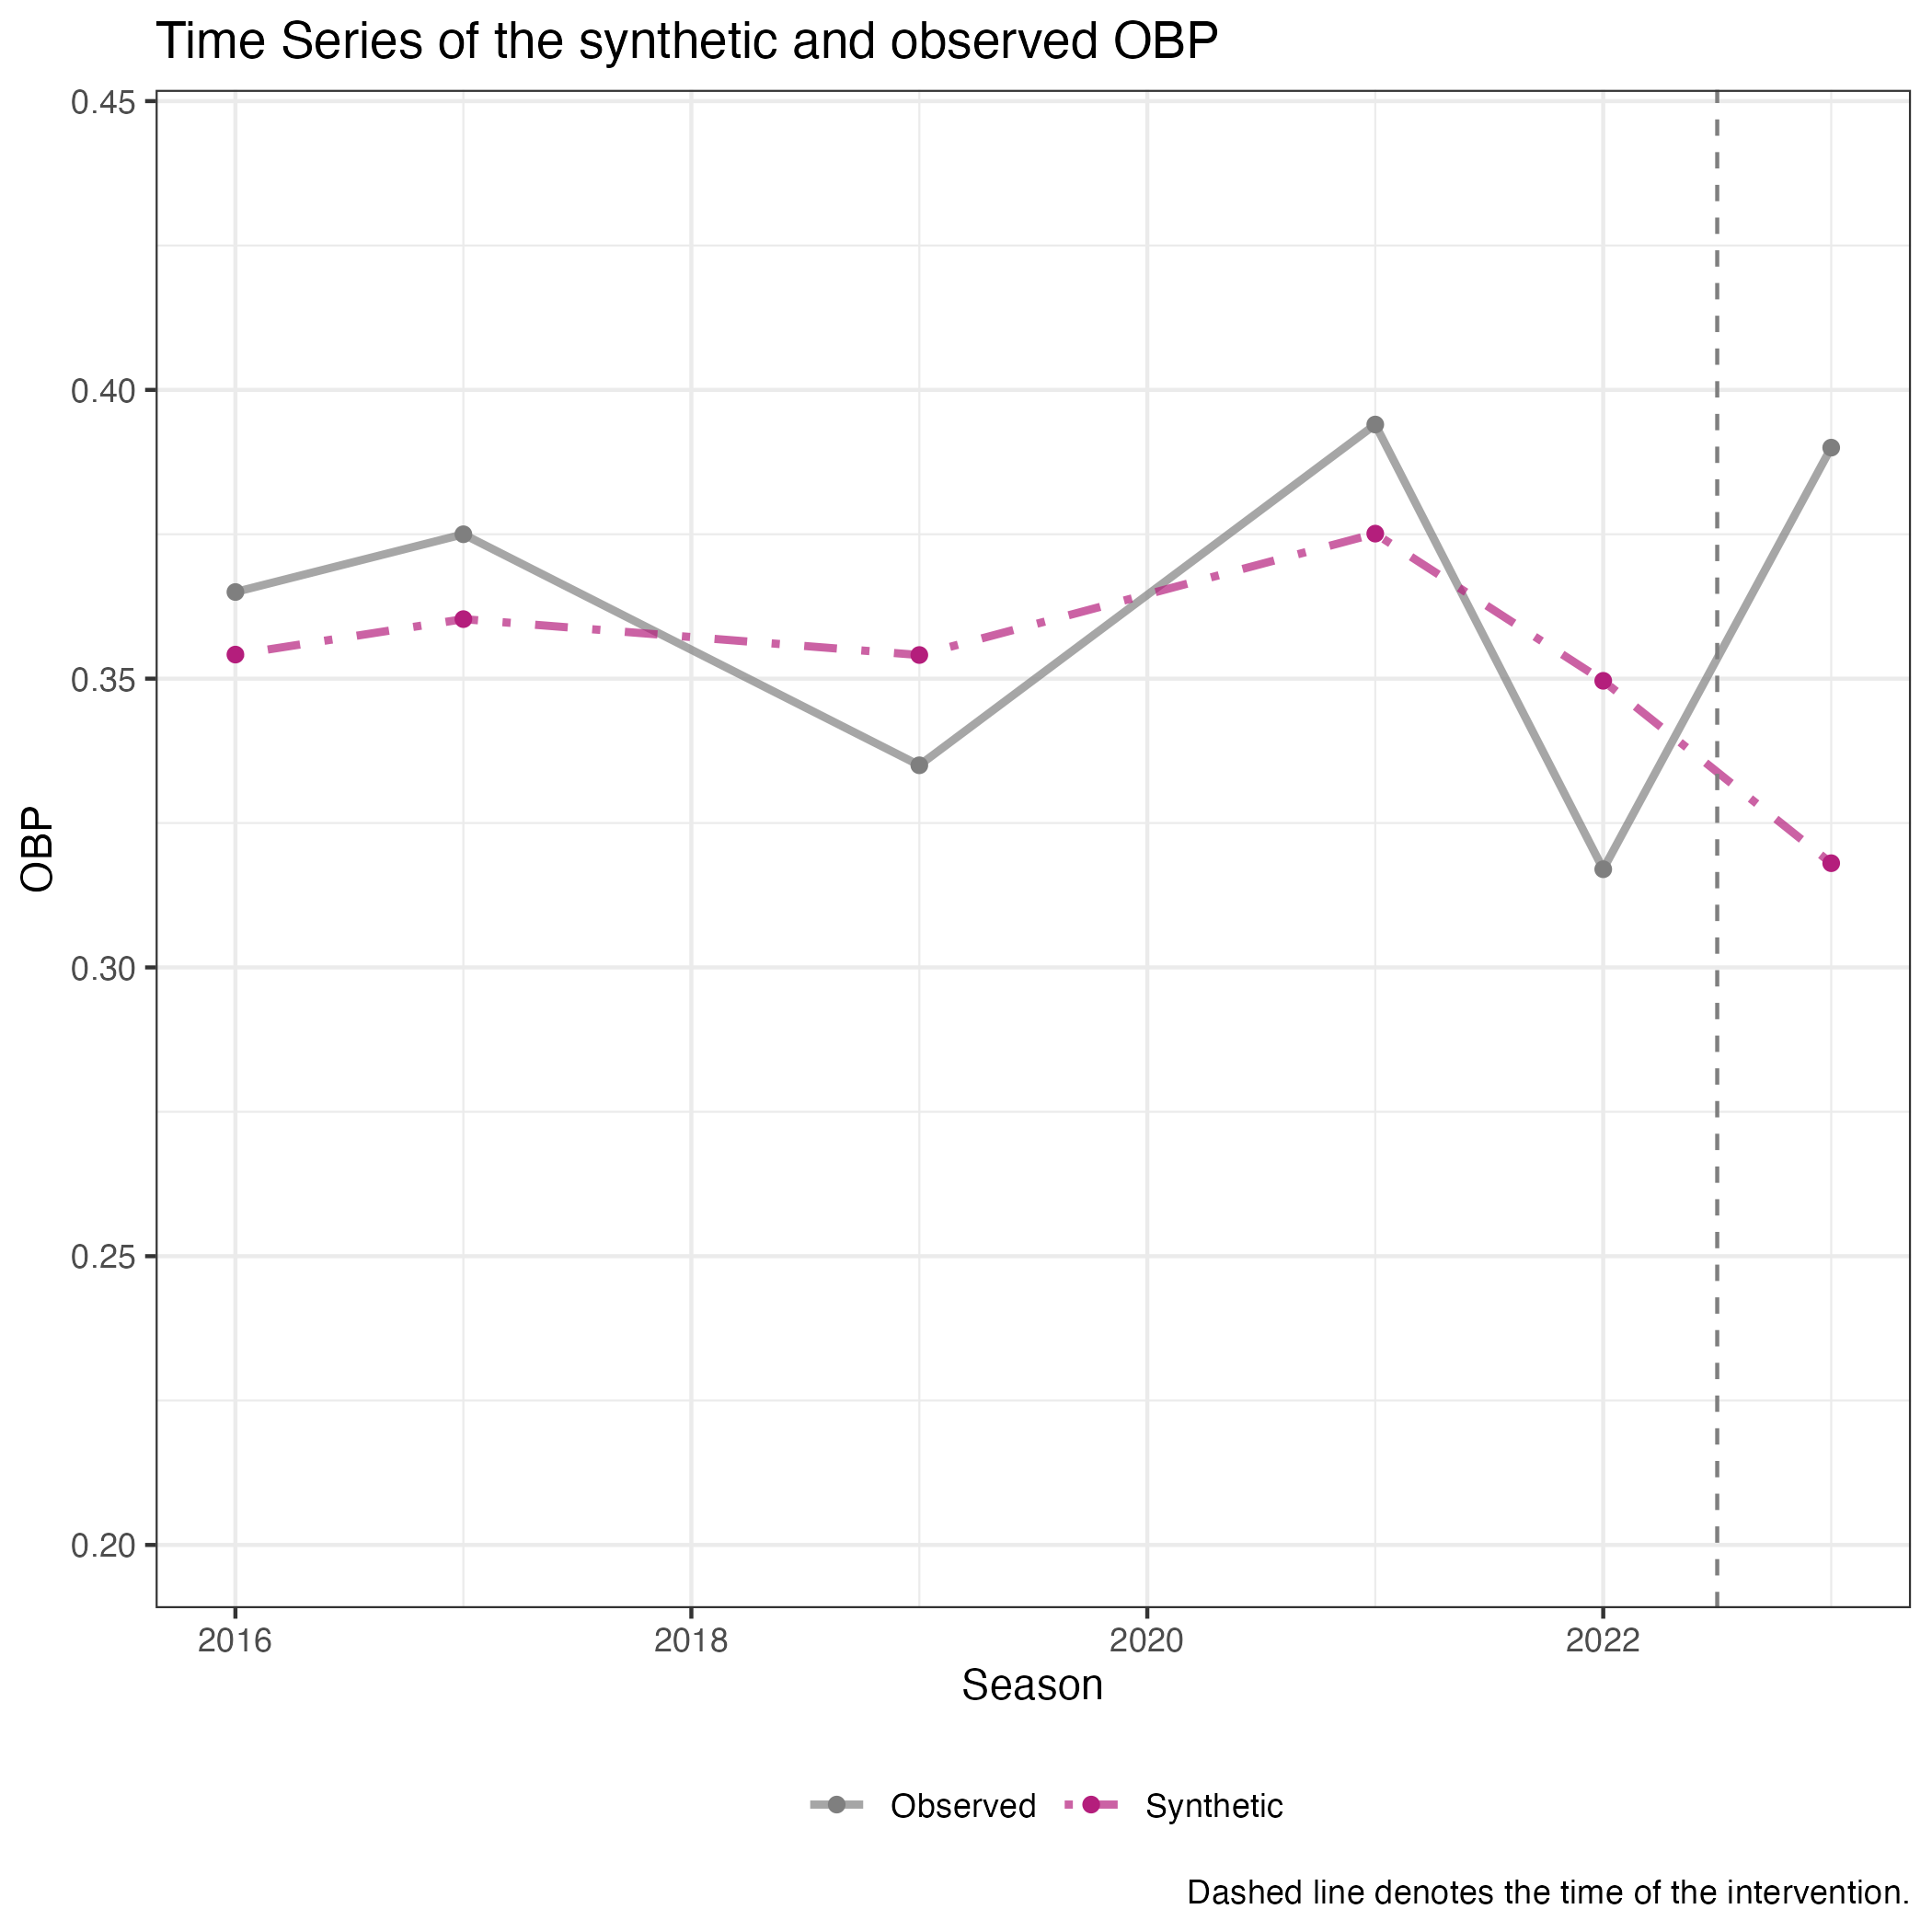 Time Series of the synthetic and observed OBP
0.45
0.40
0.35
0.30
0.25
0.20
OBP
2016 2018 2020 2022
Season
Observed Synthetic
Dashed line denotes the time of the intervention.